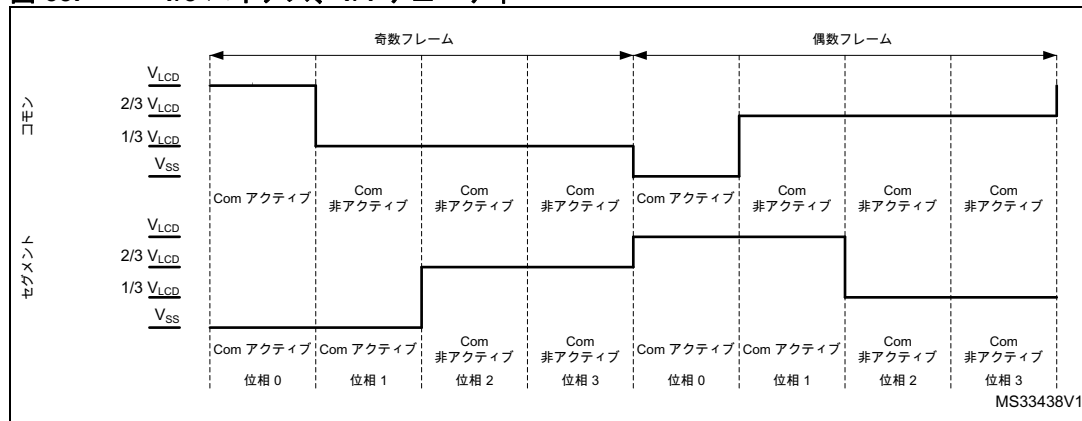 奇数フレーム 偶数フレーム
コモン
VLCD
2/3 VLCD
1/3 VLCD
VSS
Com アクティブ Com 非アクティブ Com 非アクティブ Com 非アクティブ Com アクティブ Com 非アクティブ Com 非アクティブ Com 非アクティブ
セグメント
VLCD
2/3 VLCD
1/3 VLCD
VSS
Com アクティブ Com アクティブ Com 非アクティブ Com 非アクティブ Com アクティブ Com アクティブ Com 非アクティブ Com 非アクティブ
位相 0 位相 1 位相 2 位相 3 位相 0 位相 1 位相 2 位相 3
MS33438V1